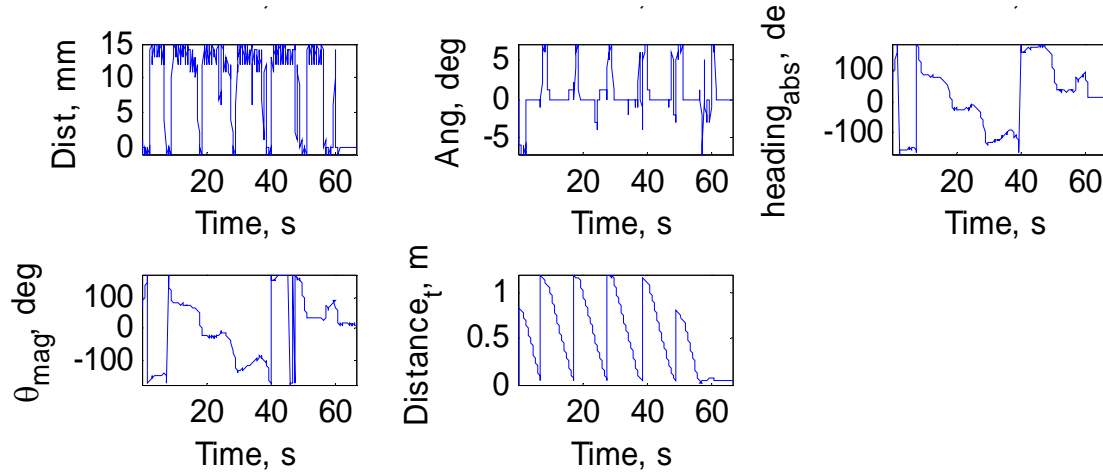 Dist, mm
15
10
5
0
20 40 60
Time, s
Ang, deg
5
0
-5
20 40 60
Time, s
heading_abs, de
100
0
-100
20 40 60
Time, s
θ_mag, deg
100
0
-100
20 40 60
Time, s
Distance_t, m
1
0.5
0
20 40 60
Time, s